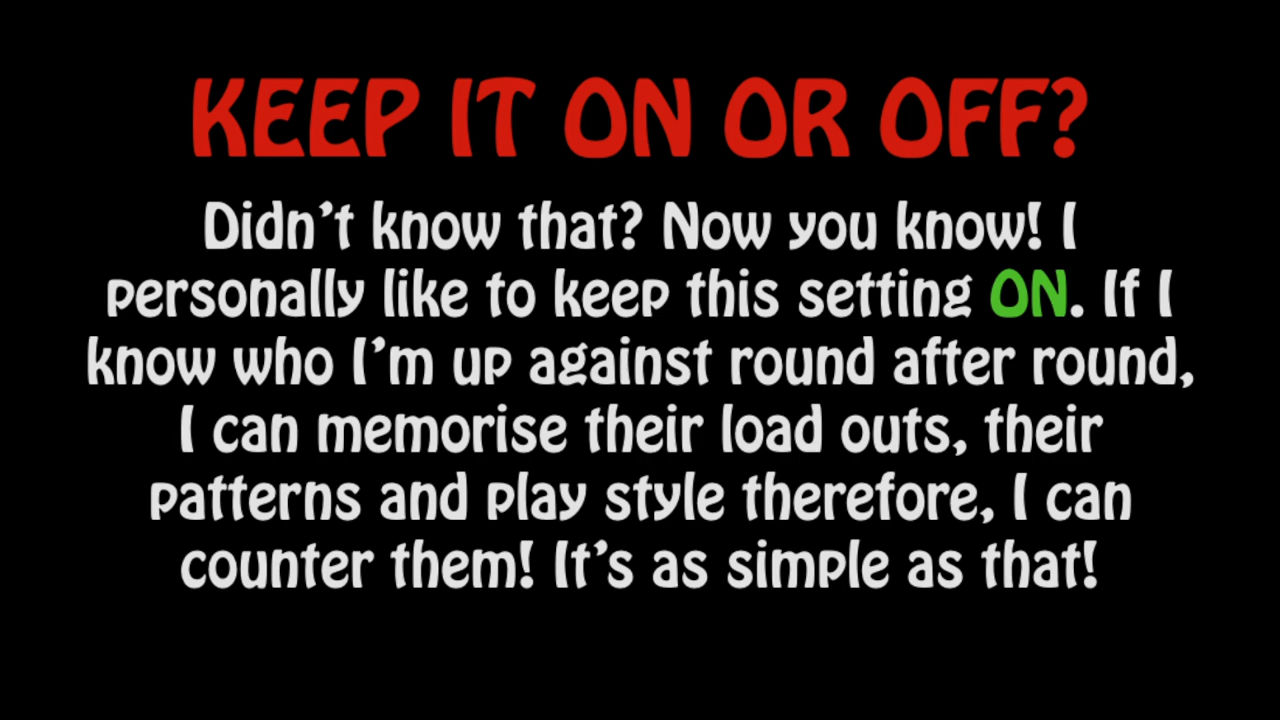 KEEP IT ON OR OFF?
Didn’t know that? Now you know! I
personally like to keep this setting ON. If I
know who I’m up against round after round,
I can memorise their load outs, their
patterns and play style therefore, I can
counter them! It’s as simple as that!